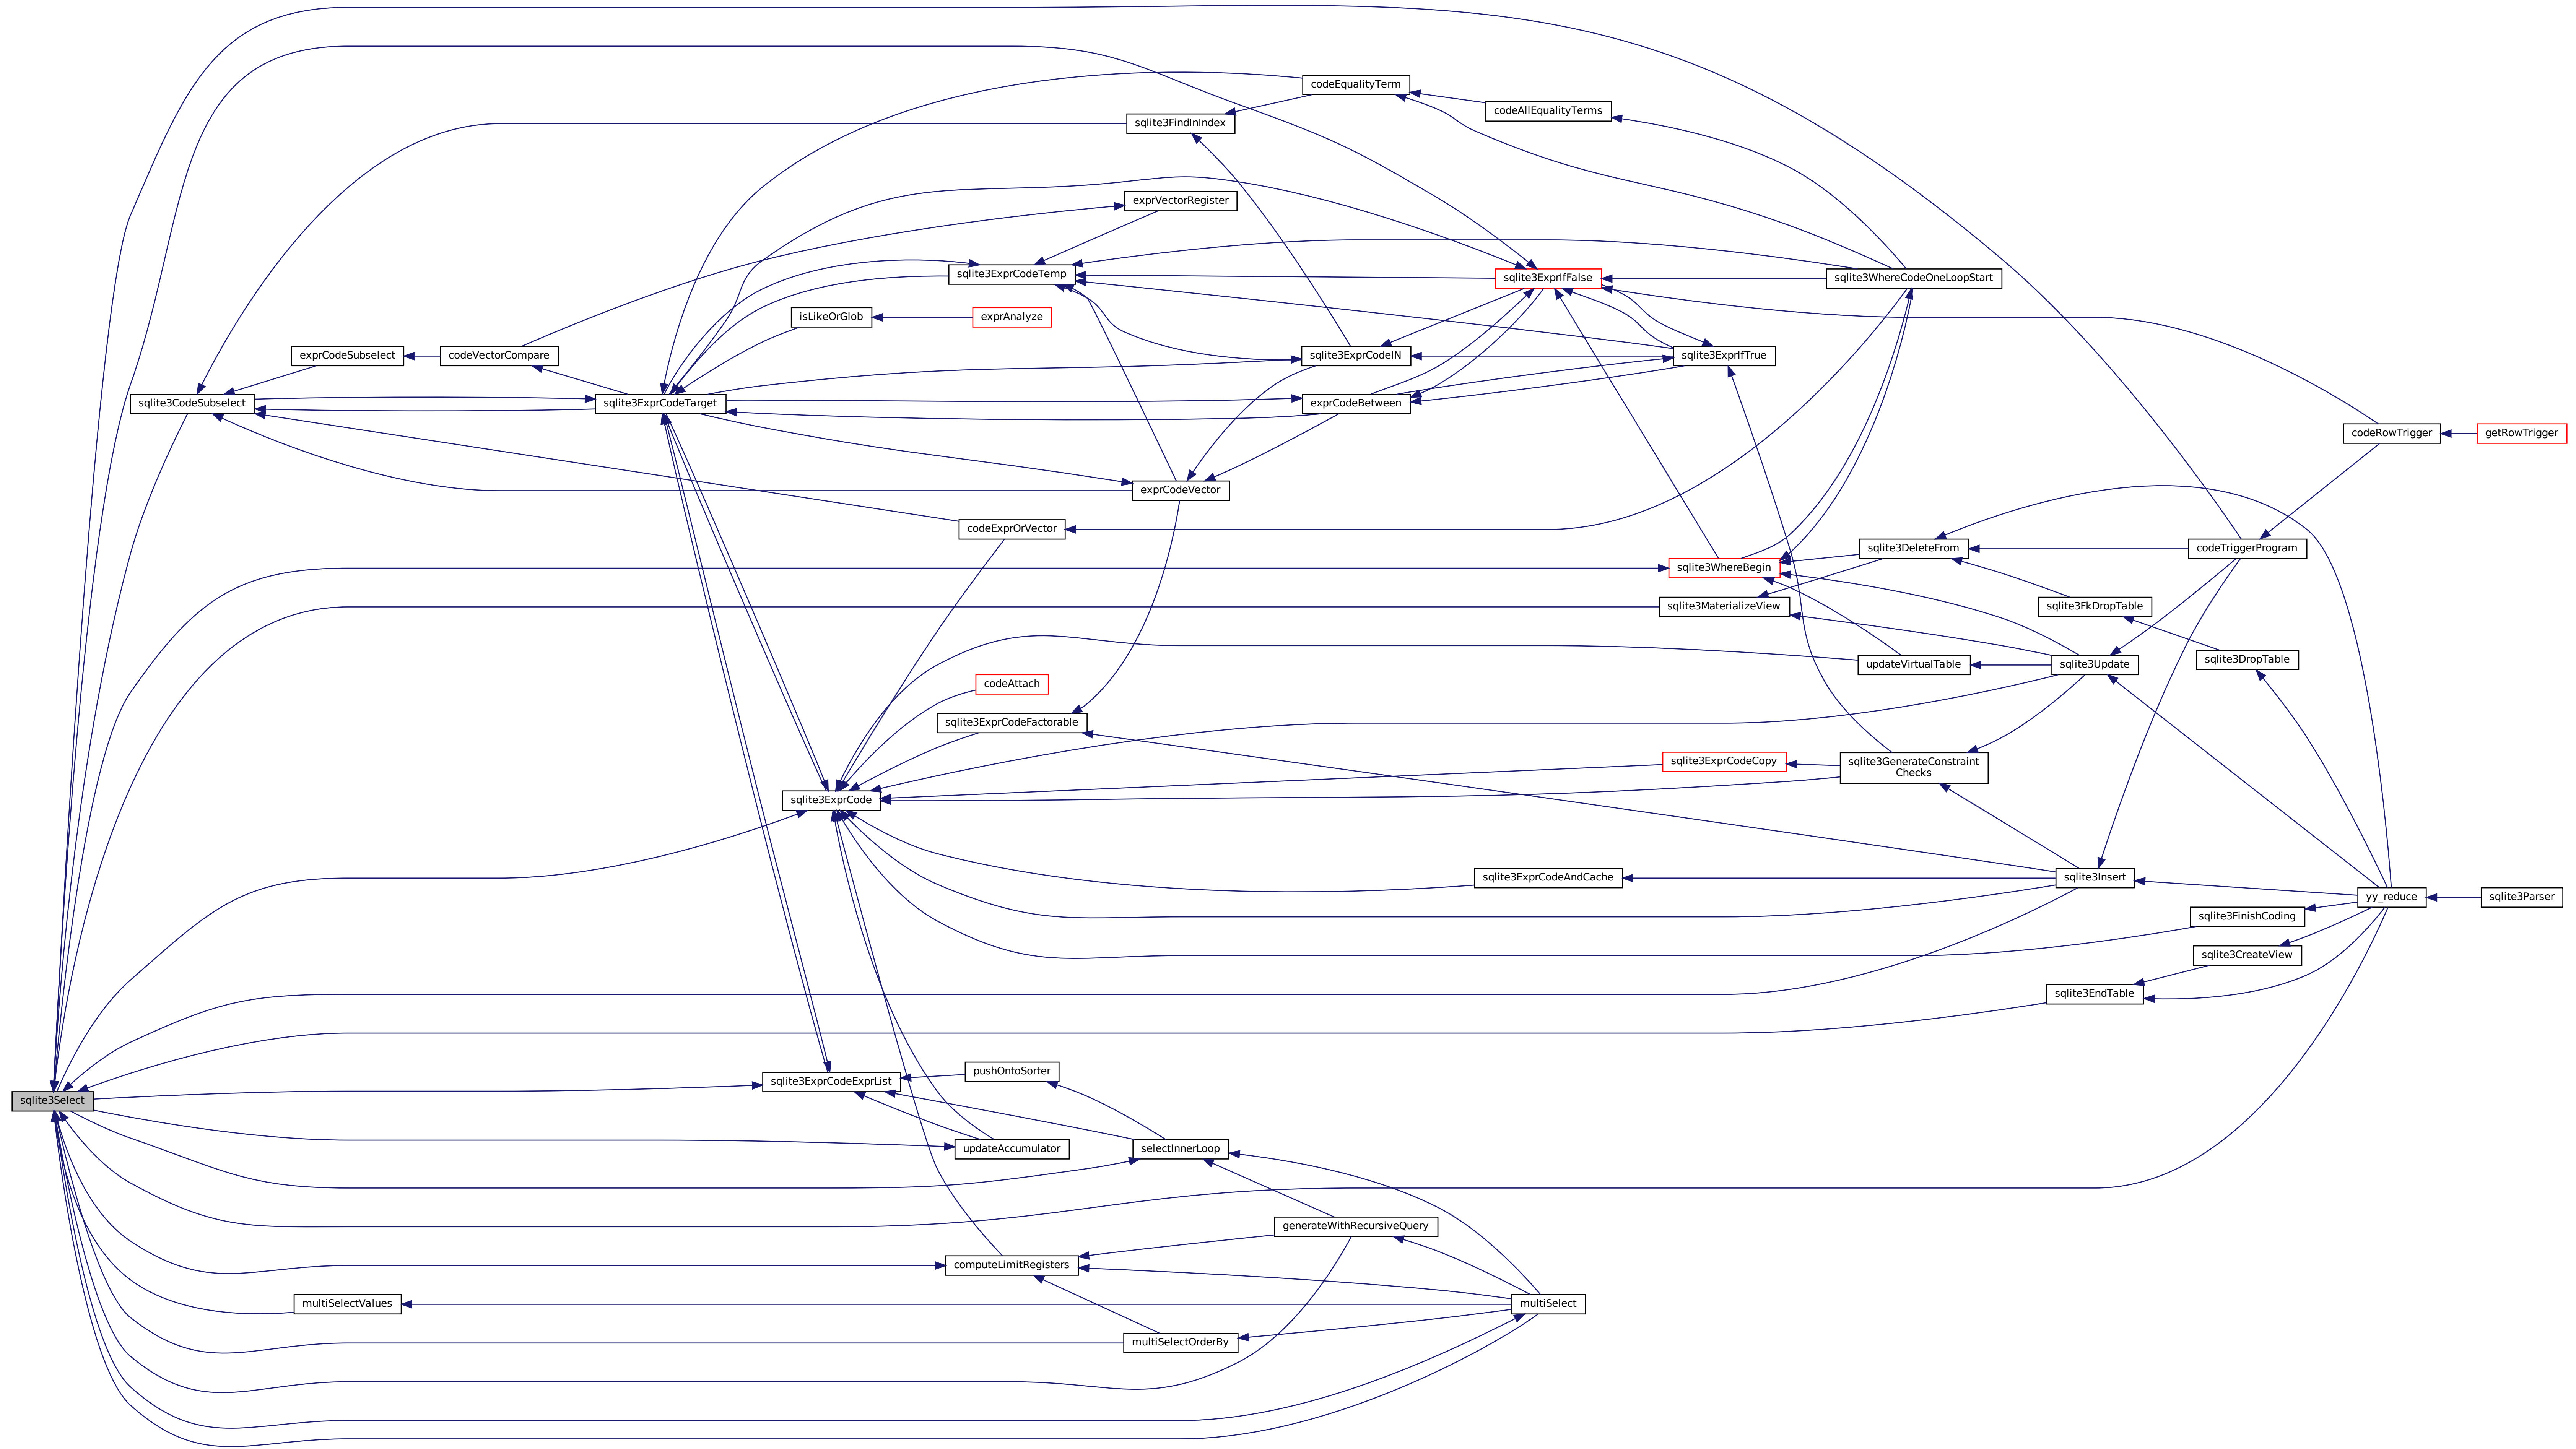 codeEqualityTerm
codeAllEqualityTerms
sqlite3FindInIndex
exprVectorRegister
sqlite3ExprCodeTemp
sqlite3ExprIfFalse
sqlite3WhereCodeOneLoopStart
isLikeOrGlob
exprAnalyze
exprCodeSubselect
codeVectorCompare
sqlite3ExprCodeIN
sqlite3ExprIfTrue
sqlite3CodeSubselect
sqlite3ExprCodeTarget
exprCodeBetween
codeRowTrigger
getRowTrigger
exprCodeVector
codeExprOrVector
sqlite3DeleteFrom
codeTriggerProgram
sqlite3WhereBegin
sqlite3MaterializeView
sqlite3FkDropTable
updateVirtualTable
sqlite3Update
sqlite3DropTable
codeAttach
sqlite3ExprCodeFactorable
sqlite3ExprCodeCopy
sqlite3GenerateConstraint
Checks
sqlite3ExprCode
sqlite3ExprCodeAndCache
sqlite3Insert
yy_reduce
sqlite3Parser
sqlite3FinishCoding
sqlite3CreateView
sqlite3EndTable
sqlite3Select
sqlite3ExprCodeExprList
pushOntoSorter
updateAccumulator
selectInnerLoop
generateWithRecursiveQuery
computeLimitRegisters
multiSelectValues
multiSelect
multiSelectOrderBy